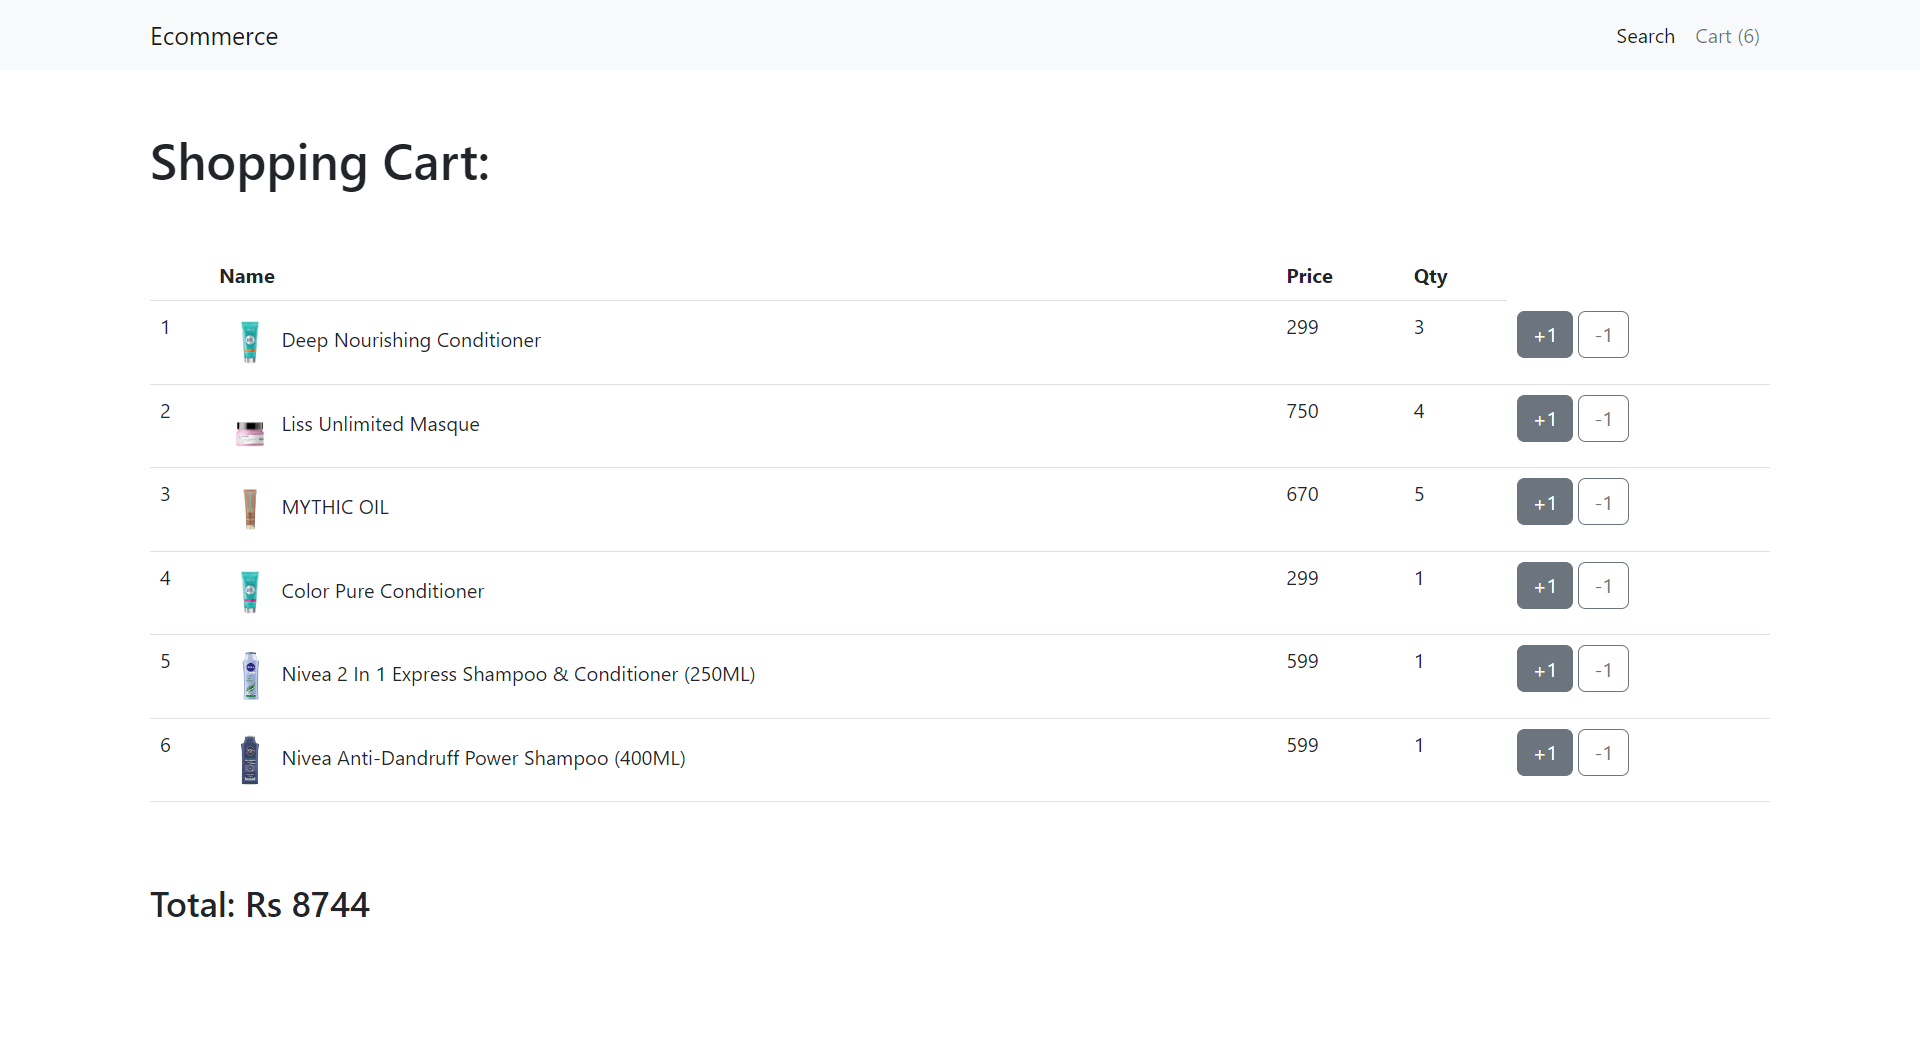 Ecommerce Search Cart (6)
Shopping Cart:
Name Price Qty
1 Deep Nourishing Conditioner 299 3 +1 -1
2 Liss Unlimited Masque 750 4 +1 -1
3 MYTHIC OIL 670 5 +1 -1
4 Color Pure Conditioner 299 1 +1 -1
5 Nivea 2 In 1 Express Shampoo & Conditioner (250ML) 599 1 +1 -1
6 Nivea Anti-Dandruff Power Shampoo (400ML) 599 1 +1 -1
Total: Rs 8744